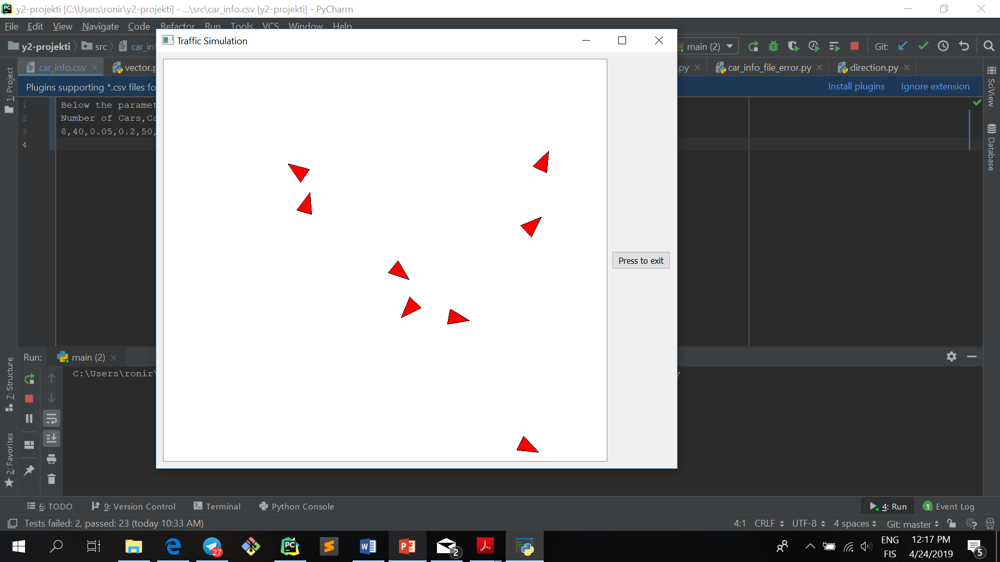 y2-projekti [C:\Users\ronir\y2-projekti] - ...\src\car_info.csv [y2-projekti] - PyCharm
File Edit View Navigate Code Refactor Run Tools VCS Window Help
Traffic Simulation
y2-projekti src car_inf
main (2) Git:
car_info.csv vector.p
.py car_info_file_error.py direction.py
Plugins supporting *.csv files fo
Install plugins Ignore extension
1 Below the paramet
2 Number of Cars,Ca
3 8,40,0.05,0.2,50,
4
1: Project
SciView
Database
Press to exit
7: Structure
2: Favorites
Run: main (2)
C:\Users\ronir\
y
6: TODO 9: Version Control Terminal Python Console
4: Run 1 Event Log
Tests failed: 2, passed: 23 (today 10:33 AM)
4:1 CRLF UTF-8 4 spaces Git: master
PC 27 PC 2
ENG
FIS
12:17 PM
4/24/2019
5